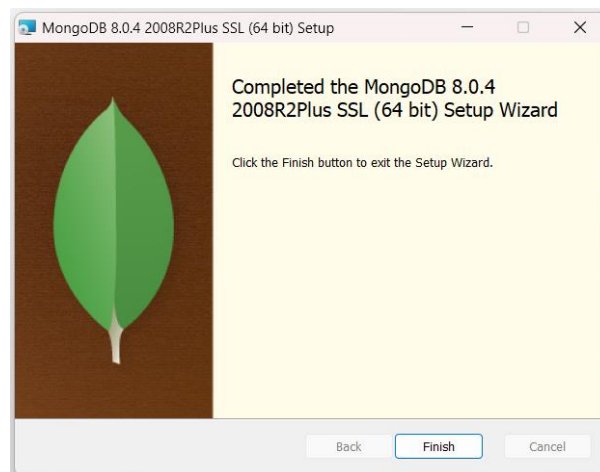 MongoDB 8.0.4 2008R2Plus SSL (64 bit) Setup
Completed the MongoDB 8.0.4
2008R2Plus SSL (64 bit) Setup Wizard
Click the Finish button to exit the Setup Wizard.
Back Finish Cancel